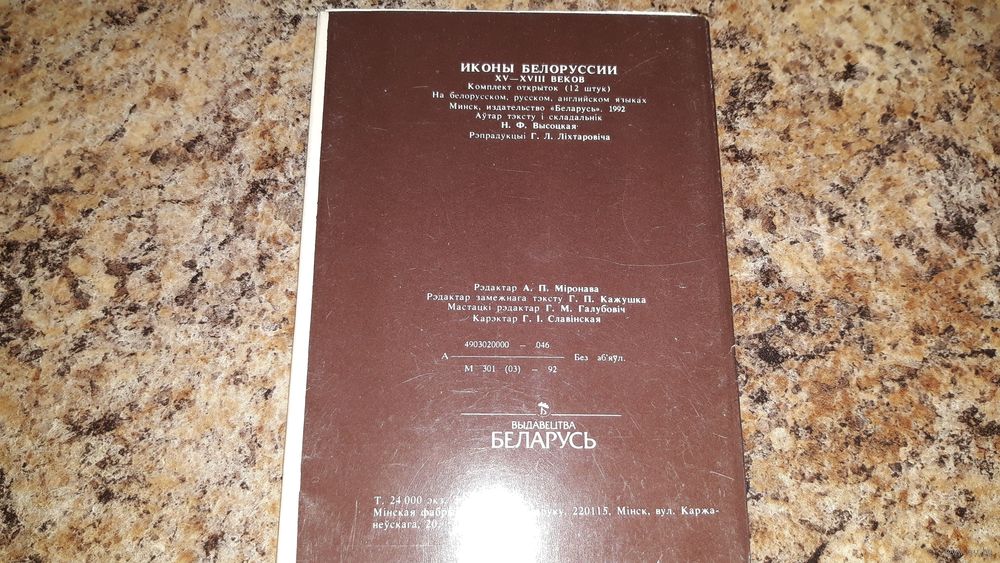 ИКОНЫ БЕЛОРУССИИ
XV—XVIII ВЕКОВ
Комплект открыток (12 штук)
На белорусском, русском, английском языках
Минск, издательство «Беларусь», 1992
Аўтар тэксту і складальнік
Н. Ф. Высоцкая
Рэпрадукцыі Г. Л. Ліхтаровіча
Рэдактар А. П. Міронава
Рэдактар замежнага тэксту Г. П. Кажушка
Мастацкі рэдактар Г. М. Галубовіч
Карэктар Г. І. Славінская
4903020000 — 046
А Без аб'яўл.
М 301 (03) — 92
ВЫДАВЕЦТВА
БЕЛАРУСЬ
Т. 24 000 экз.
Мінская друку, 220115, Мінск, вул. Каржа-
неўскага, 20.